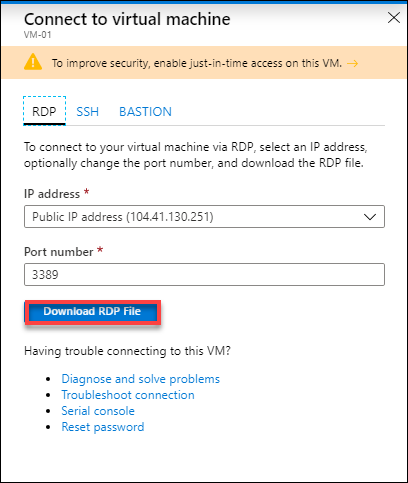 Connect to virtual machine
VM-01
To improve security, enable just-in-time access on this VM. →
RDP SSH BASTION
To connect to your virtual machine via RDP, select an IP address,
optionally change the port number, and download the RDP file.
IP address *
Public IP address (104.41.130.251)
Port number *
3389
Download RDP File
Having trouble connecting to this VM?
• Diagnose and solve problems
• Troubleshoot connection
• Serial console
• Reset password